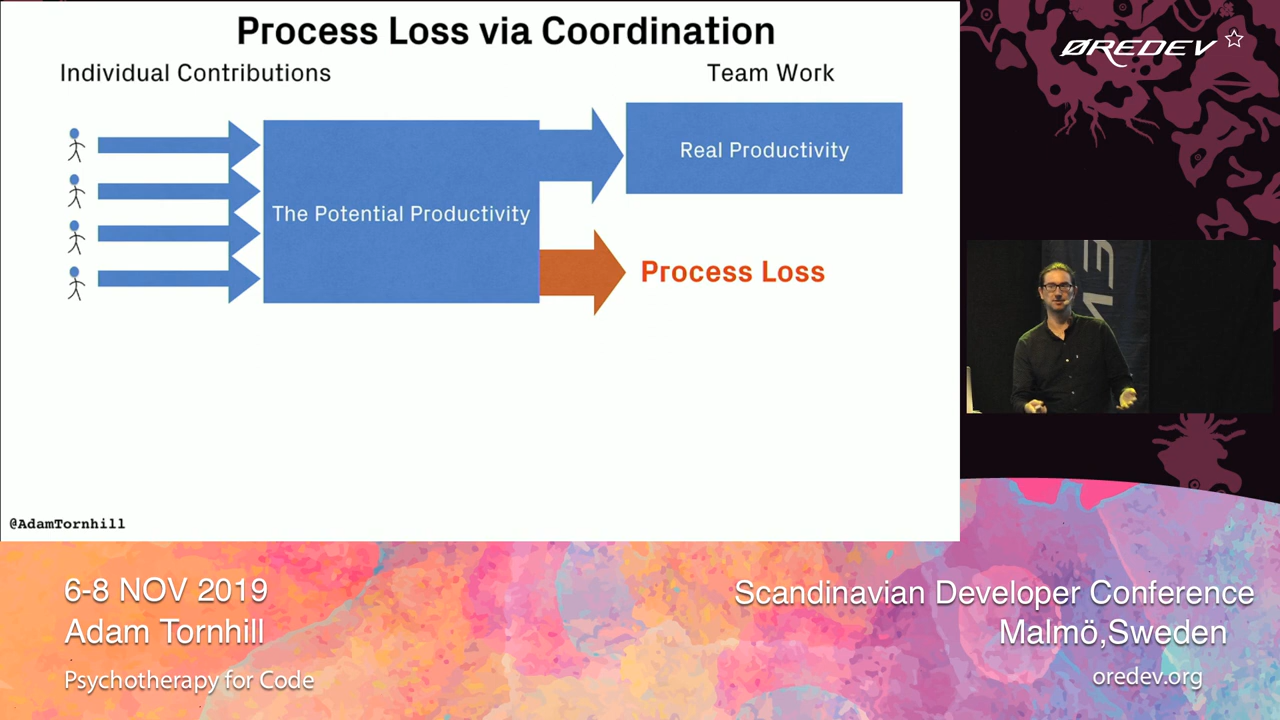 Process Loss via Coordination
Individual Contributions
Team Work
The Potential Productivity
Real Productivity
Process Loss
@AdamTornhill
ØREDEV
6-8 NOV 2019
Adam Tornhill
Psychotherapy for Code
Scandinavian Developer Conference
Malmö,Sweden
oredev.org